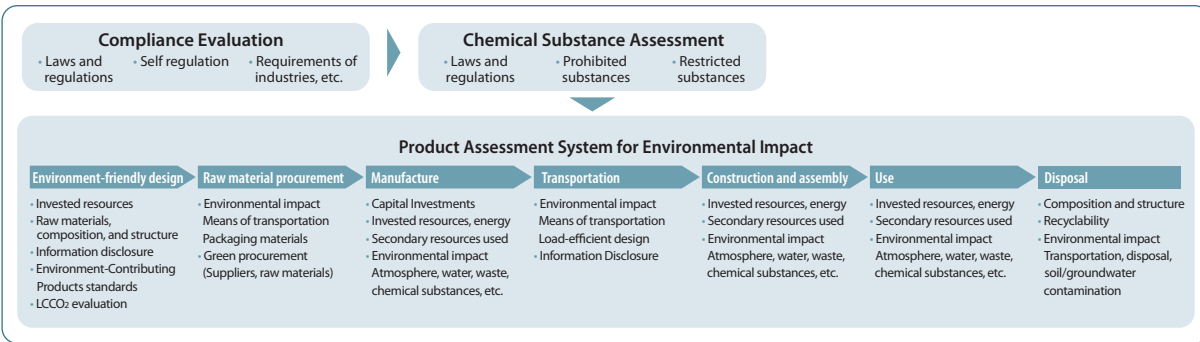 Compliance Evaluation
• Laws and
regulations
• Self regulation
• Requirements of
industries, etc.
Chemical Substance Assessment
• Laws and
regulations
• Prohibited
substances
• Restricted
substances
Product Assessment System for Environmental Impact
Environment-friendly design
• Invested resources
• Raw materials,
composition, and structure
• Information disclosure
• Environment-Contributing
Products standards
• LCCO2 evaluation
Raw material procurement
• Environmental impact
Means of transportation
Packaging materials
• Green procurement
(Suppliers, raw materials)
Manufacture
• Capital Investments
• Invested resources, energy
• Secondary resources used
• Environmental impact
Atmosphere, water, waste,
chemical substances, etc.
Transportation
• Environmental impact
Means of transportation
Load-efficient design
• Information Disclosure
Construction and assembly
• Invested resources, energy
• Secondary resources used
• Environmental impact
Atmosphere, water, waste,
chemical substances, etc.
Use
• Invested resources, energy
• Secondary resources used
• Environmental impact
Atmosphere, water, waste,
chemical substances, etc.
Disposal
• Composition and structure
• Recyclability
• Environmental impact
Transportation, disposal,
soil/groundwater
contamination